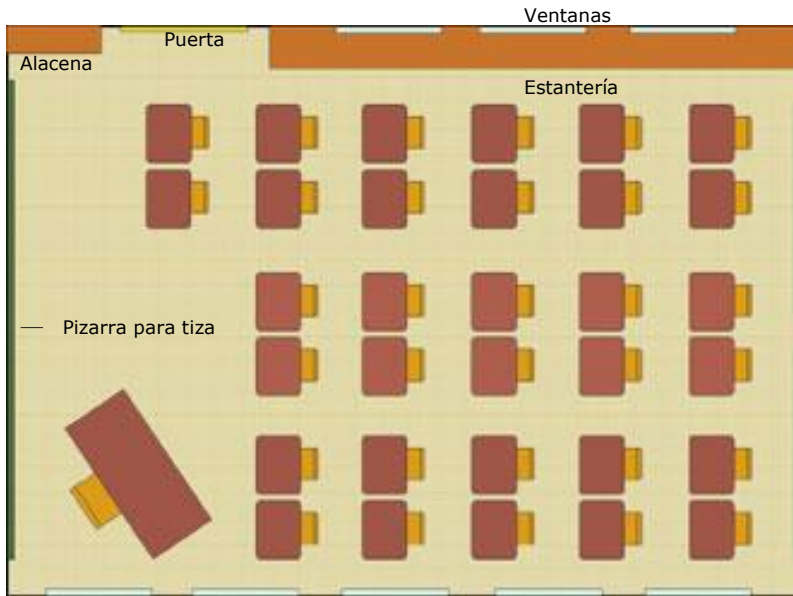 Ventanas
Puerta
Alacena
Estantería
Pizarra para tiza